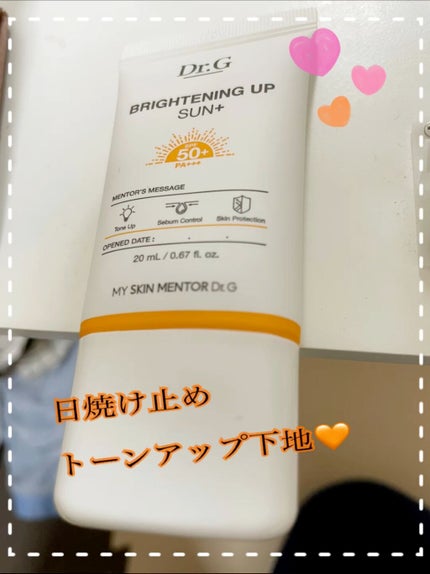 Dr.G
BRIGHTENING UP
SUN+
SPF
50+
PA+++
MENTOR'S MESSAGE
Tone Up
Sebum Control
Skin Protection
OPENED DATE : . .
20 mL / 0.67 fl. oz.
MY SKIN MENTOR Dr.G
日焼け止め
トーンアップ下地🧡